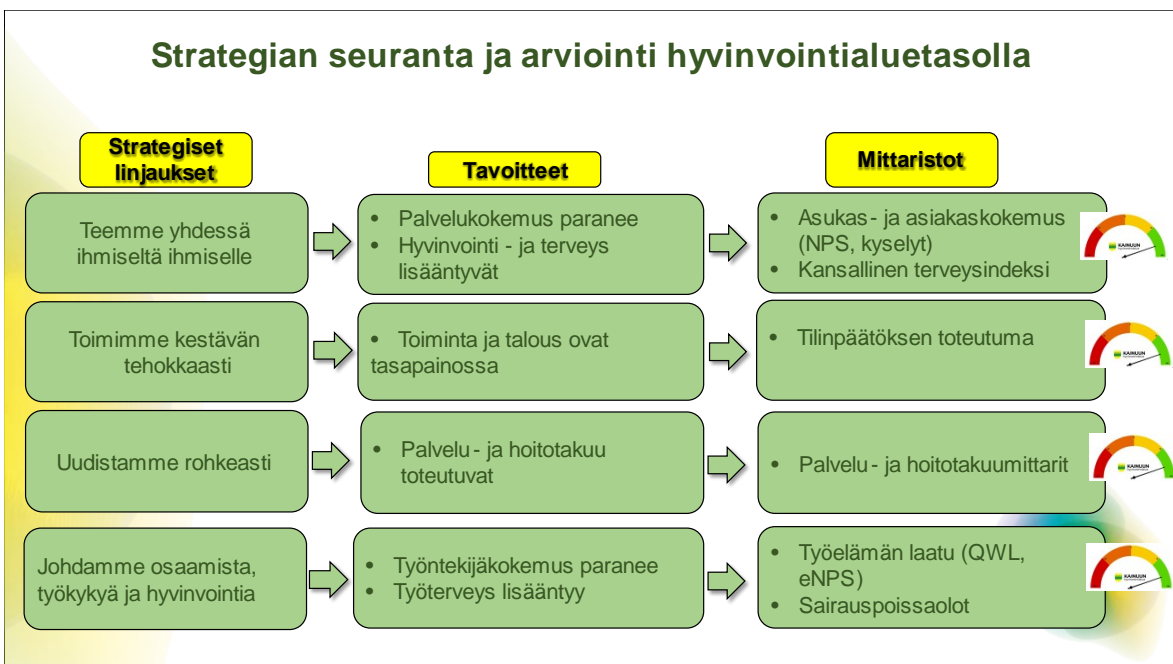 Strategian seuranta ja arviointi hyvinvointialuetasolla
Strategiset
linjaukset
Tavoitteet
Mittaristot
Teemme yhdessä
ihmiseltä ihmiselle
• Palvelukokemus paranee
• Hyvinvointi - ja terveys
lisääntyvät
• Asukas - ja asiakaskokemus
(NPS, kyselyt)
• Kansallinen terveysindeksi
KAINUUN
Toimimme kestävän
tehokkaasti
• Toiminta ja talous ovat
tasapainossa
• Tilinpäätöksen toteutuma
KAINUUN
Uudistamme rohkeasti
• Palvelu - ja hoitotakuu
toteutuvat
• Palvelu - ja hoitotakuumittarit
KAINUUN
Johdamme osaamista,
työkykyä ja hyvinvointia
• Työntekijäkokemus paranee
• Työterveys lisääntyy
• Työelämän laatu (QWL,
eNPS)
• Sairauspoissaolot
KAINUUN